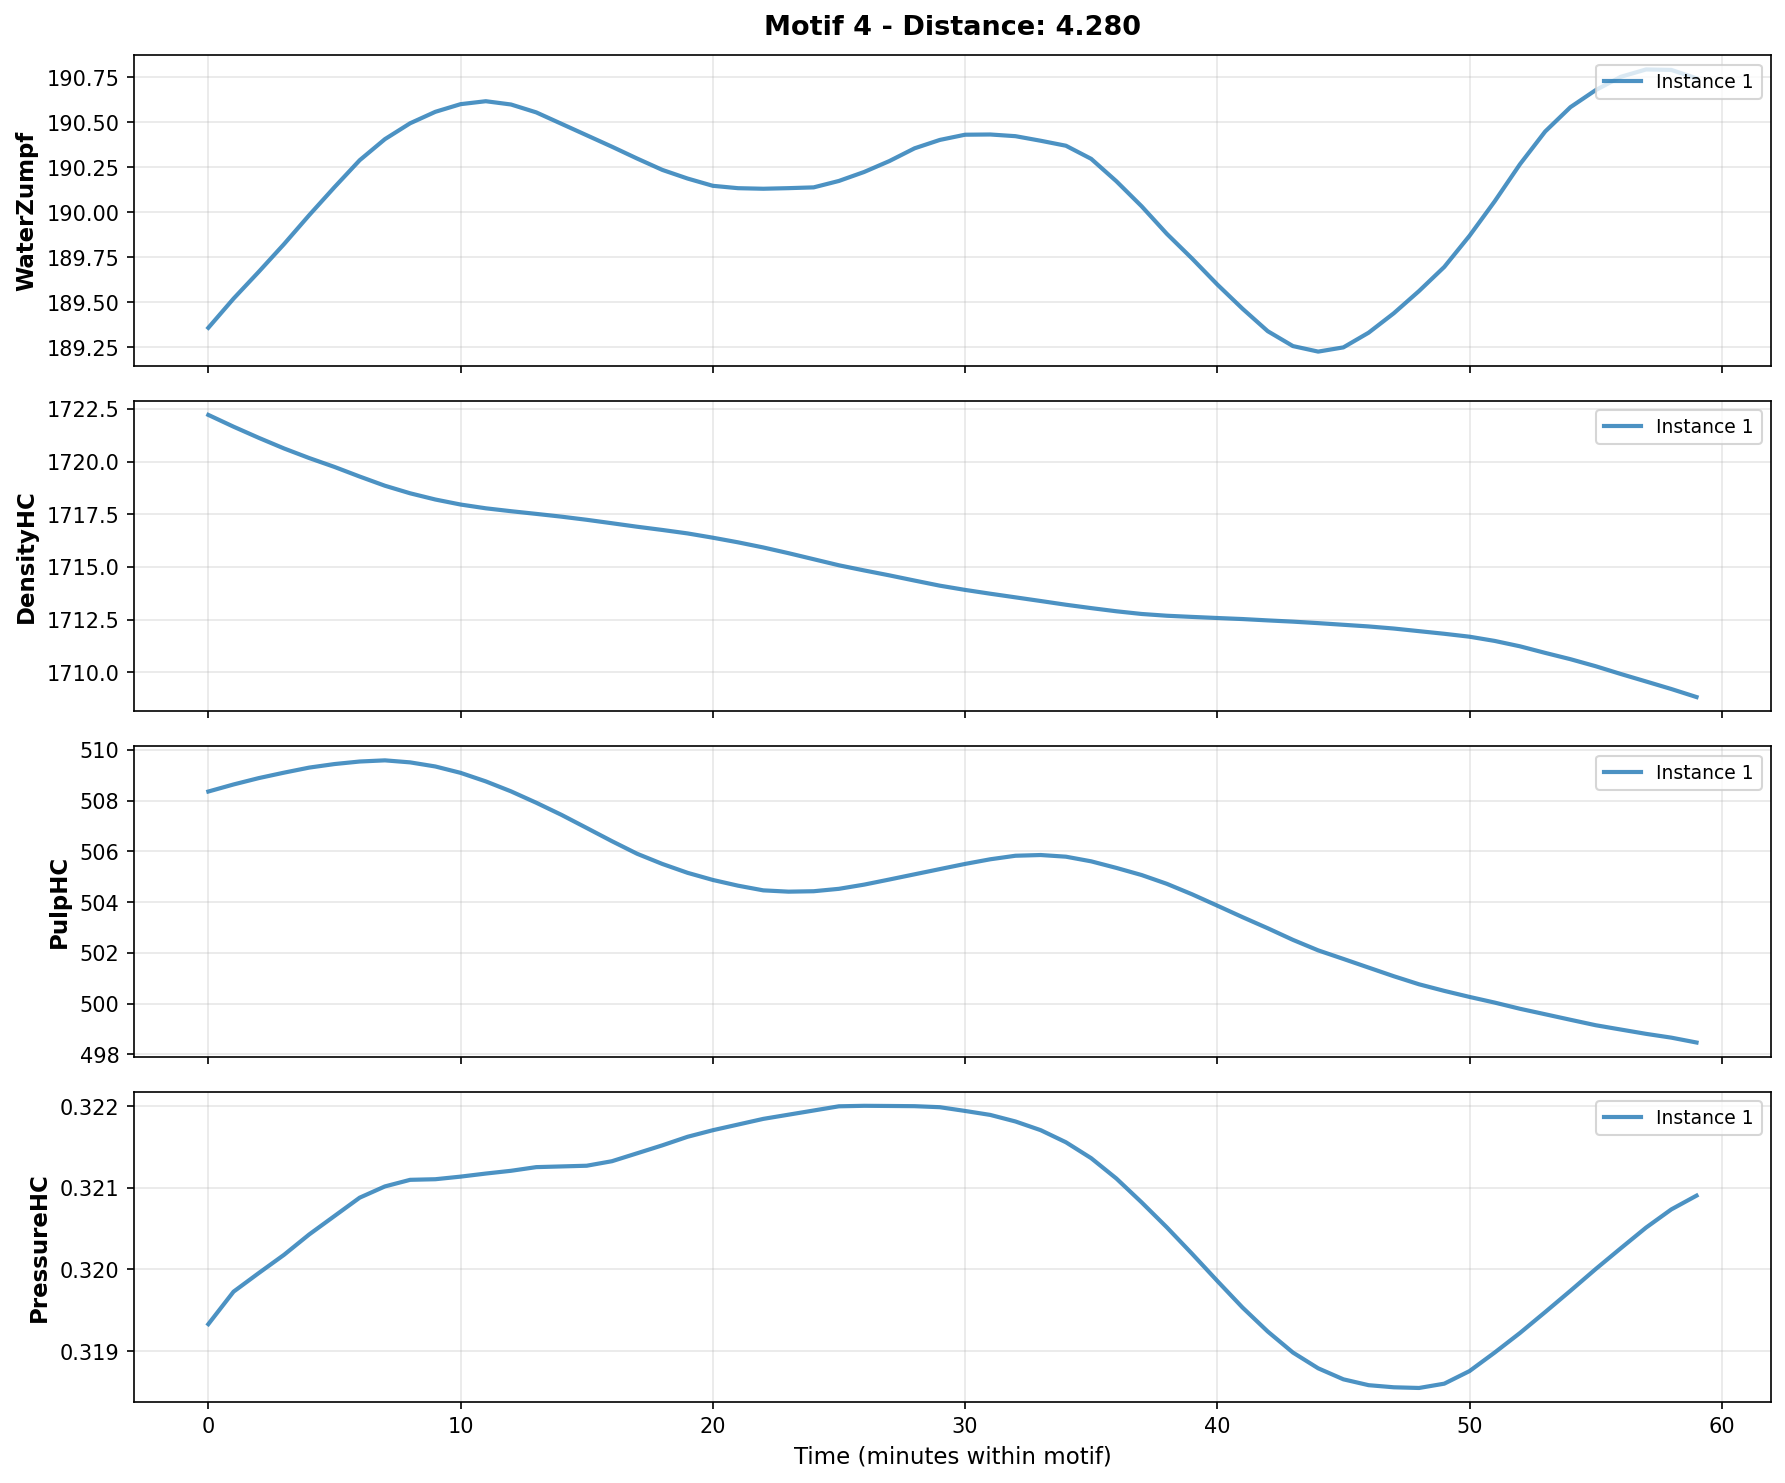 Motif 4 - Distance: 4.280
WaterZumpf
190.75
190.50
190.25
190.00
189.75
189.50
189.25
Instance 1
DensityHC
1722.5
1720.0
1717.5
1715.0
1712.5
1710.0
Instance 1
PulpHC
510
508
506
504
502
500
498
Instance 1
PressureHC
0.322
0.321
0.320
0.319
Instance 1
0 10 20 30 40 50 60
Time (minutes within motif)